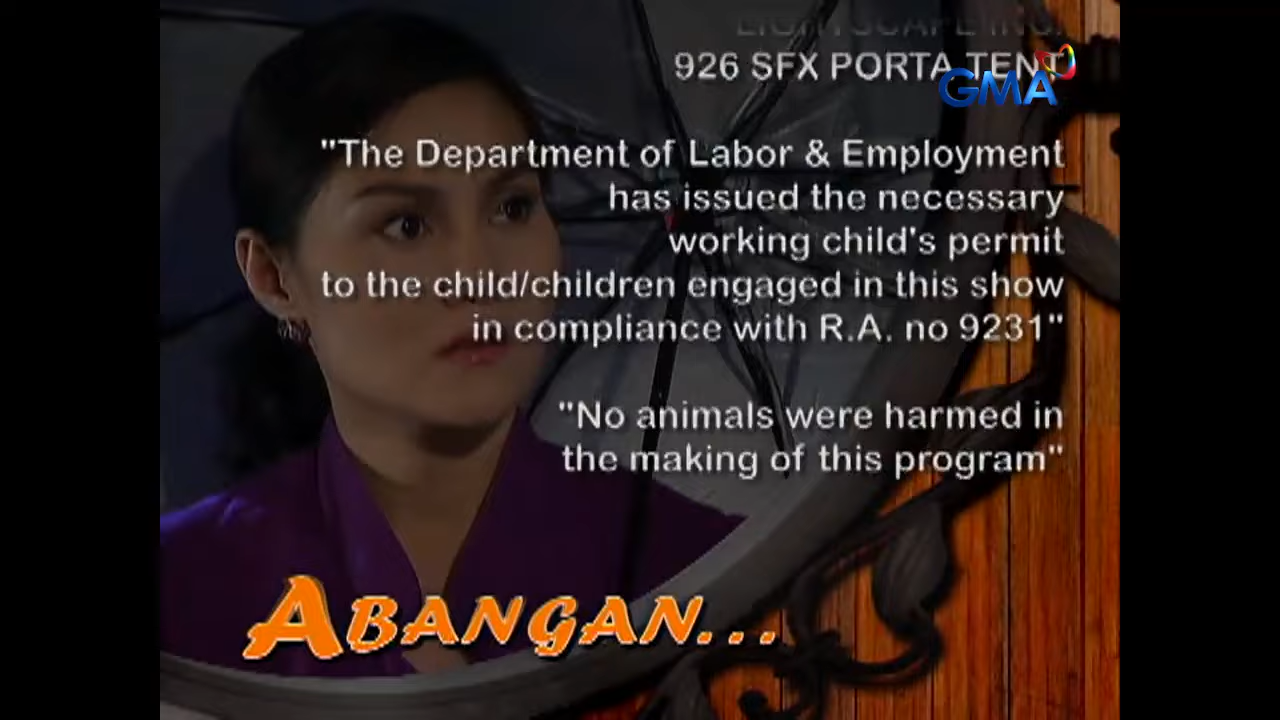 LIGHTSCAPE INC.
926 SFX PORTA TENT
GMA
"The Department of Labor & Employment
has issued the necessary
working child's permit
to the child/children engaged in this show
in compliance with R.A. no 9231"
"No animals were harmed in
the making of this program"
ABANGAN...